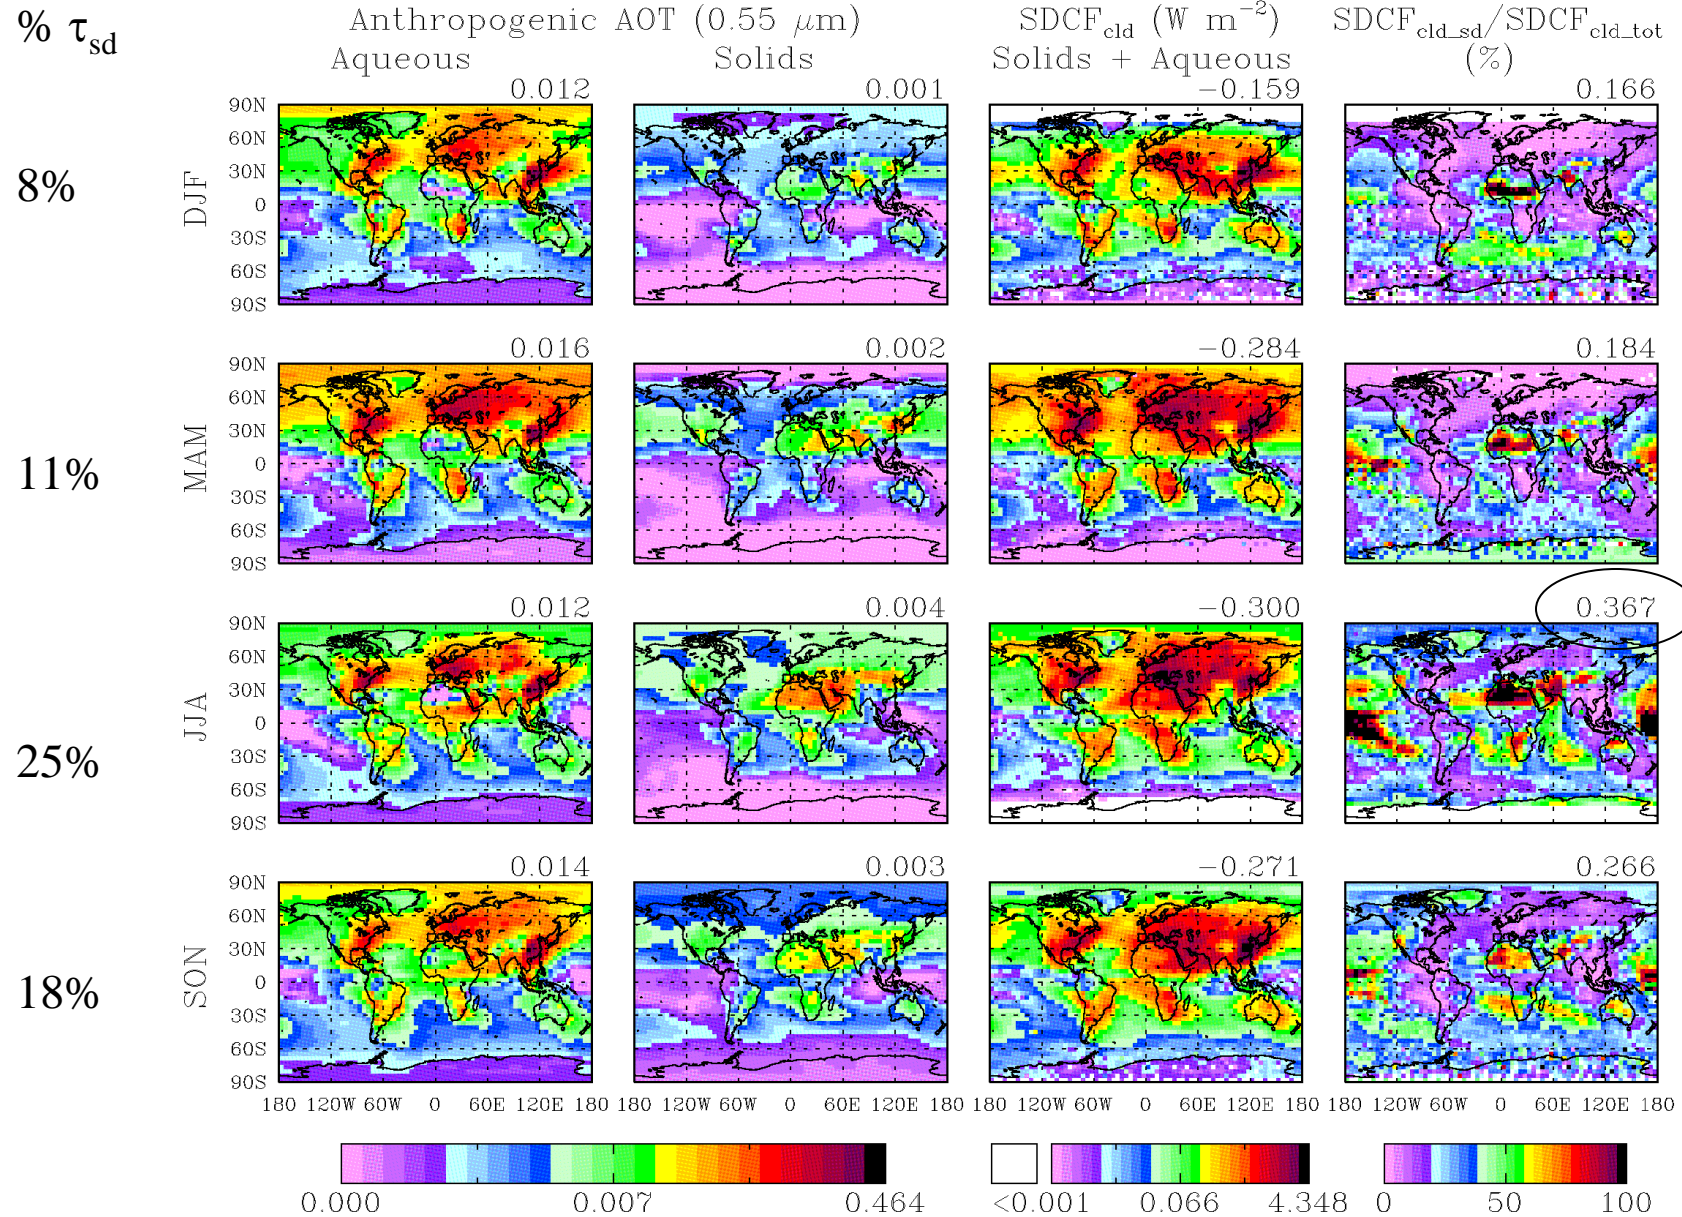 % τsd
Anthropogenic AOT (0.55 μm)
SDCFcld (W m−2)
SDCFcld_sd/SDCFcld_tot
Aqueous
Solids
Solids + Aqueous
(%)
0.012
0.001
−0.159
0.166
8%
DJF
90N
60N
30N
0
30S
60S
90S
0.016
0.002
−0.284
0.184
11%
MAM
90N
60N
30N
0
30S
60S
90S
0.012
0.004
−0.300
0.367
25%
JJA
90N
60N
30N
0
30S
60S
90S
0.014
0.003
−0.271
0.266
18%
SON
90N
60N
30N
0
30S
60S
90S
180 120W 60W 0 60E 120E 180 120W 60W 0 60E 120E 180 120W 60W 0 60E 120E 180 120W 60W 0 60E 120E 180
0.000 0.007 0.464
<0.001 0.066 4.348
0 50 100